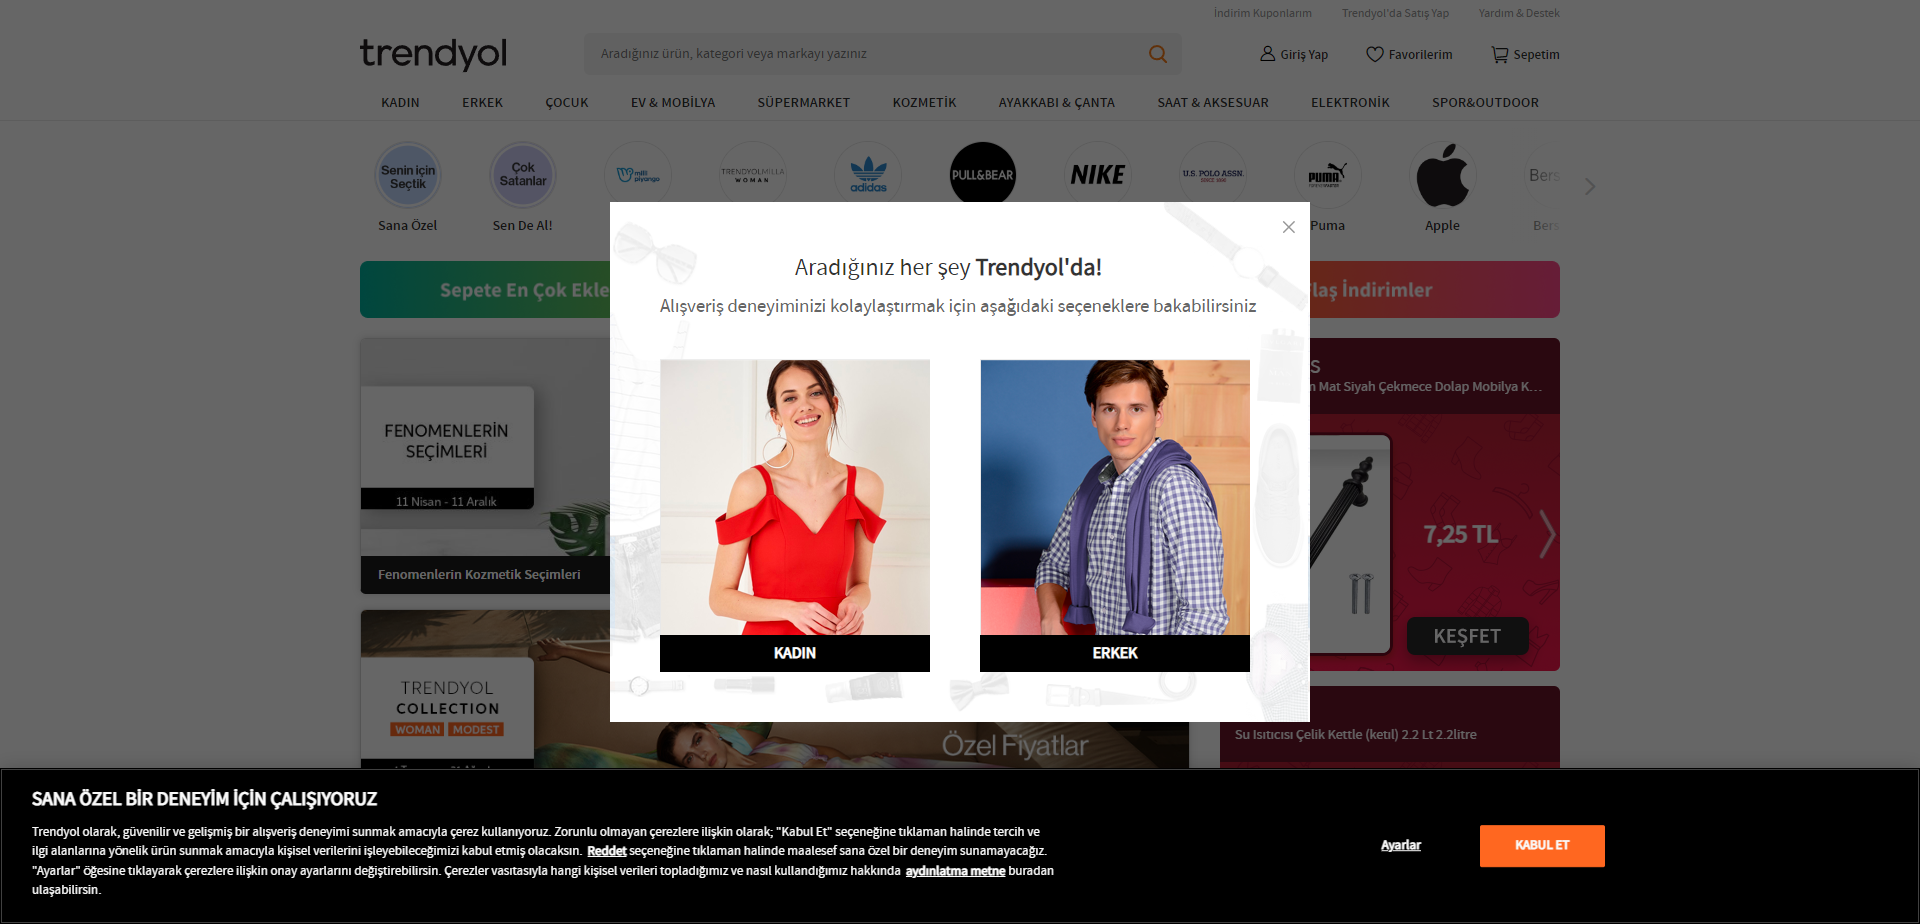 İndirim Kuponlarım Trendyol'da Satış Yap Yardım & Destek
trendyol
Aradığınız ürün, kategori veya markayı yazınız
Giriş Yap Favorilerim Sepetim
KADIN ERKEK ÇOCUK EV & MOBİLYA SÜPERMARKET KOZMETİK AYAKKABI & ÇANTA SAAT & AKSESUAR ELEKTRONİK SPOR&OUTDOOR
Senin için
Seçtik
Çok
Satanlar
milli
piyango
TRENDYOLMILLA
WOMAN
adidas
PULL&BEAR
NIKE
U.S. POLO ASSN.
PUMA
Bers
Sana Özel Sen De Al! Puma Apple Bers
Aradığınız her şey Trendyol'da!
Alışveriş deneyiminizi kolaylaştırmak için aşağıdaki seçeneklere bakabilirsiniz
KADIN ERKEK
Sepete En Çok Ekle
laş İndirimler
FENOMENLERİN
SEÇİMLERİ
11 Nisan - 11 Aralık
Fenomenlerin Kozmetik Seçimleri
S
m Mat Siyah Çekmece Dolap Mobilya K...
7,25 TL
KEŞFET
TRENDYOL
COLLECTION
WOMAN MODEST
Özel Fiyatlar
Su Isıtıcısı Çelik Kettle (ketıl) 2.2 Lt 2.2litre
SANA ÖZEL BİR DENEYİM İÇİN ÇALIŞIYORUZ
Trendyol olarak, güvenilir ve gelişmiş bir alışveriş deneyimi sunmak amacıyla çerez kullanıyoruz. Zorunlu olmayan çerezlere ilişkin olarak; "Kabul Et" seçeneğine tıklaman halinde tercih ve
ilgi alanlarına yönelik ürün sunmak amacıyla kişisel verilerini işleyebileceğimizi kabul etmiş olacaksın. Reddet seçeneğine tıklaman halinde maalesef sana özel bir deneyim sunamayacağız.
"Ayarlar" öğesine tıklayarak çerezlere ilişkin onay ayarlarını değiştirebilirsin. Çerezler vasıtasıyla hangi kişisel verileri topladığımız ve nasıl kullandığımız hakkında aydınlatma metne buradan
ulaşabilirsin.
Ayarlar
KABUL ET